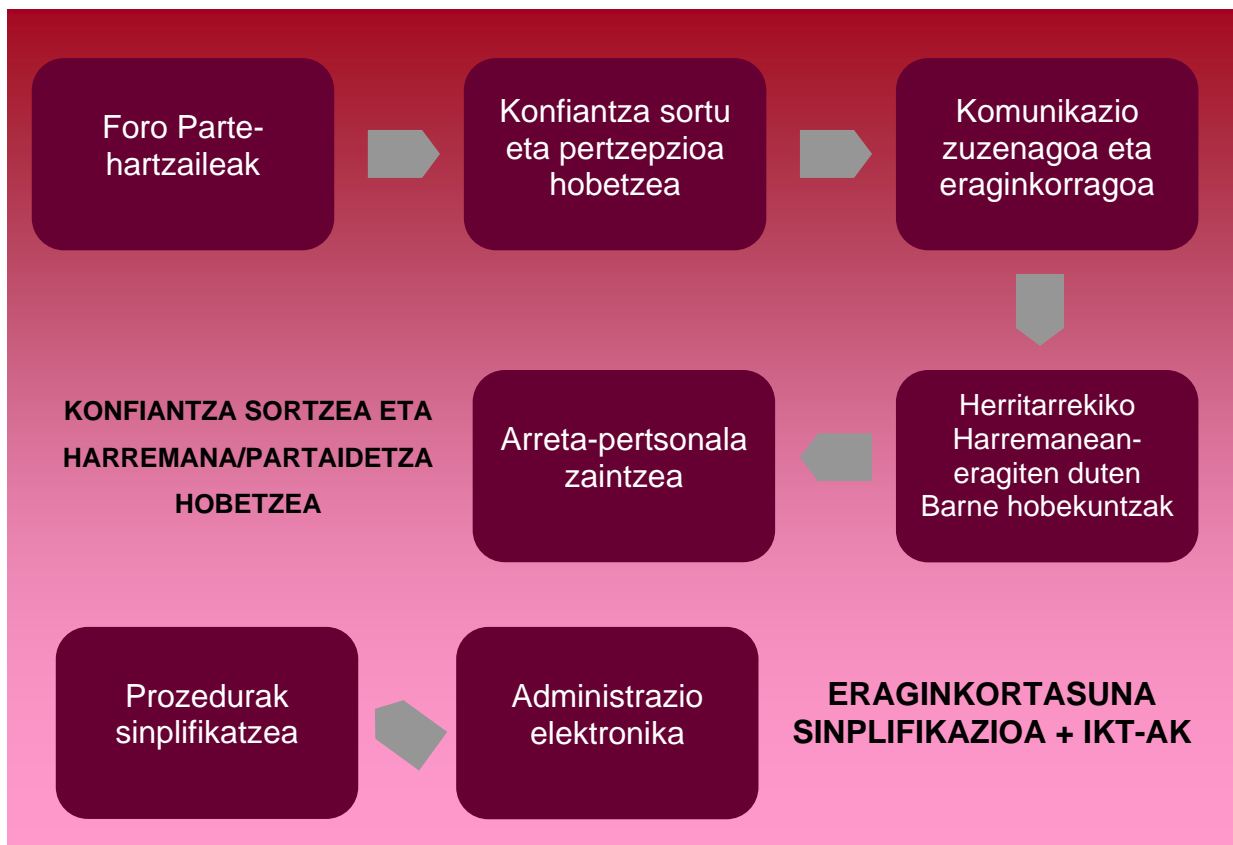 Foro Parte-
hartzaileak
Konfiantza sortu
eta pertzepzioa
hobetzea
Komunikazio
zuzenagoa eta
eraginkorragoa
KONFIANTZA SORTZEA ETA
HARREMANA/PARTAIDETZA
HOBETZEA
Arreta-pertsonala
zaintzea
Herritarrekiko
Harremanean-
eragiten duten
Barne hobekuntzak
Prozedurak
sinplifikatzea
Administrazio
elektronika
ERAGINKORTASUNA
SINPLIFIKAZIOA + IKT-AK